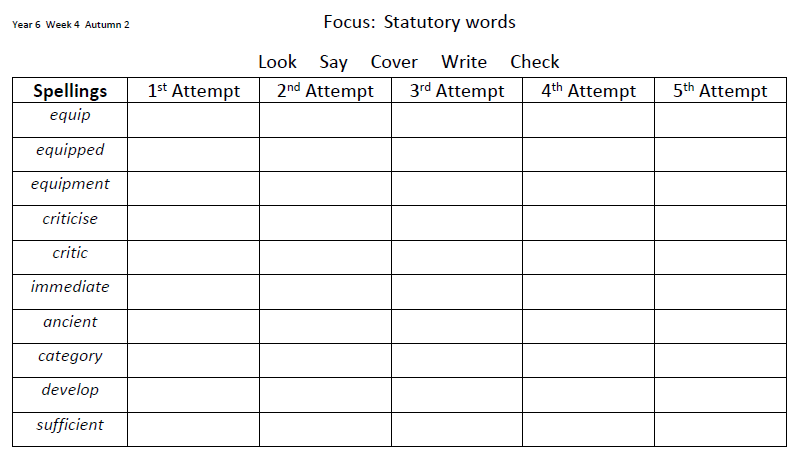 Year 6 Week 4 Autumn 2 Focus: Statutory words
Look Say Cover Write Check
Spellings 1st Attempt 2nd Attempt 3rd Attempt 4th Attempt 5th Attempt
equip
equipped
equipment
criticise
critic
immediate
ancient
category
develop
sufficient